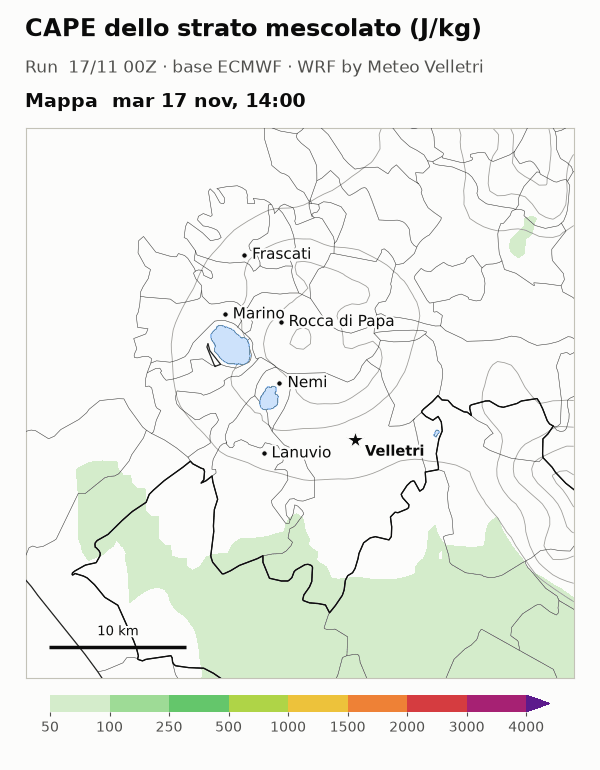 CAPE dello strato mescolato (J/kg)
Run 17/11 00Z · base ECMWF · WRF by Meteo Velletri
Mappa mar 17 nov, 14:00
Frascati
Marino
Rocca di Papa
Nemi
Velletri
Lanuvio
10 km
50 100 250 500 1000 1500 2000 3000 4000